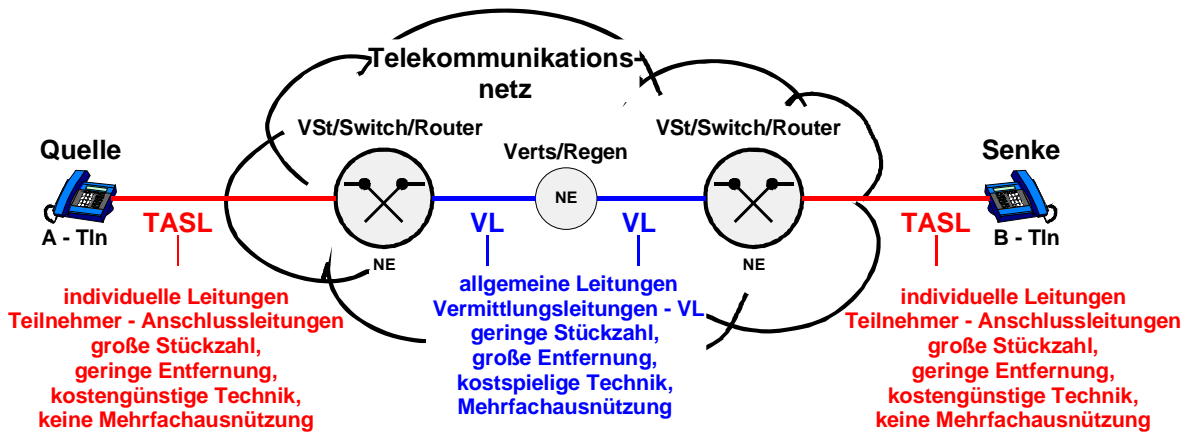 Telekommunikations-
netz
VSt/Switch/Router
VSt/Switch/Router
Quelle
Verts/Regen
Senke
NE
TASL
VL
VL
TASL
A - Tln
B - Tln
NE
NE
individuelle Leitungen
Teilnehmer - Anschlussleitungen
große Stückzahl,
geringe Entfernung,
kostengünstige Technik,
keine Mehrfachausnützung
allgemeine Leitungen
Vermittlungsleitungen - VL
geringe Stückzahl,
große Entfernung,
kostspielige Technik,
Mehrfachausnützung
individuelle Leitungen
Teilnehmer - Anschlussleitungen
große Stückzahl,
geringe Entfernung,
kostengünstige Technik,
keine Mehrfachausnützung